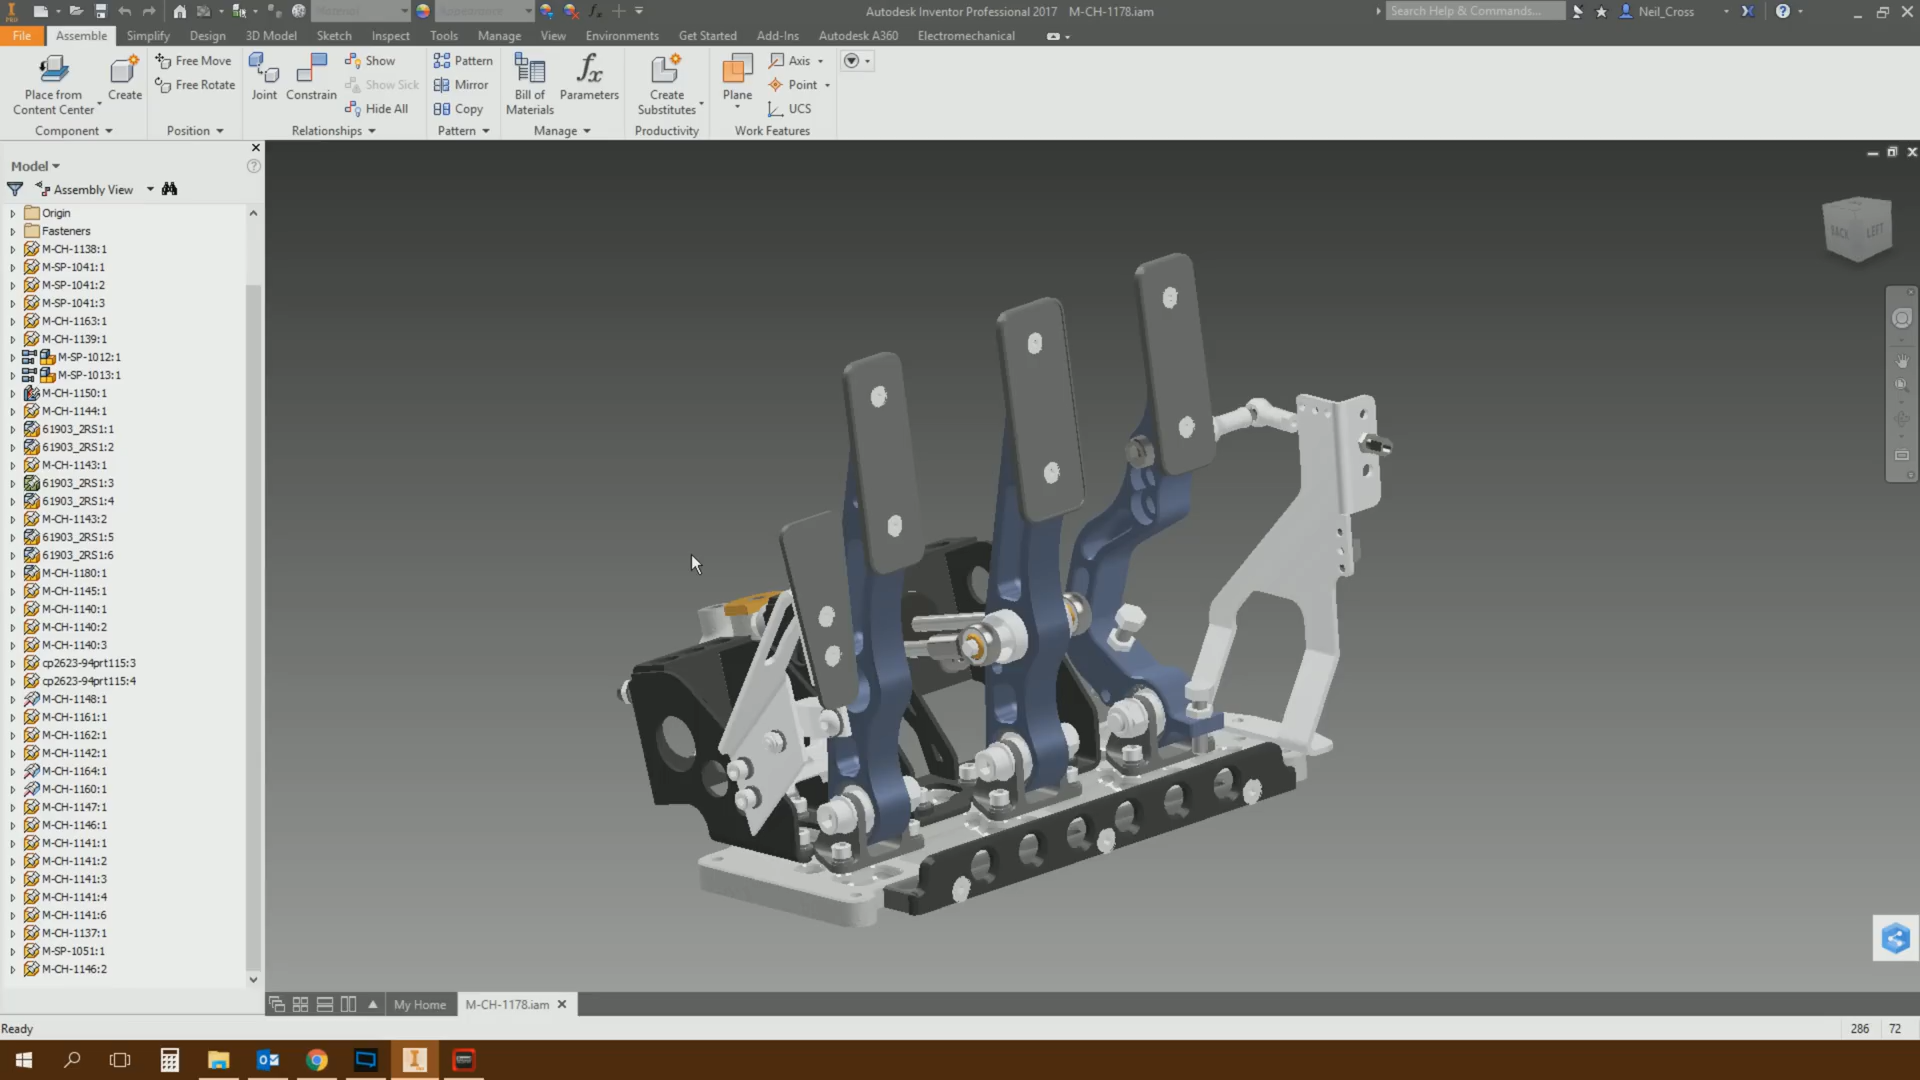 Normal
Appearance
Autodesk Inventor Professional 2017 M-CH-1178.iam
Search Help & Commands...
Neil_Cross
File Assemble Simplify Design 3D Model Sketch Inspect Tools Manage View Environments Get Started Add-Ins Autodesk A360 Electromechanical
Place from
Content Center
Create
Free Move
Free Rotate
Joint
Constrain
Show
Show Sick
Hide All
Pattern
Mirror
Copy
Bill of
Materials
Parameters
Create
Substitutes
Plane
Axis
Point
UCS
Component Position Relationships Pattern Manage Productivity Work Features
Model
Assembly View
Origin
Fasteners
M-CH-1138:1
M-SP-1041:1
M-SP-1041:2
M-SP-1041:3
M-CH-1163:1
M-CH-1139:1
M-SP-1012:1
M-SP-1013:1
M-CH-1150:1
M-CH-1144:1
61903_2RS1:1
61903_2RS1:2
M-CH-1143:1
61903_2RS1:3
61903_2RS1:4
M-CH-1143:2
61903_2RS1:5
61903_2RS1:6
M-CH-1180:1
M-CH-1145:1
M-CH-1140:1
M-CH-1140:2
M-CH-1140:3
cp2623-94prt115:3
cp2623-94prt115:4
M-CH-1148:1
M-CH-1161:1
M-CH-1162:1
M-CH-1142:1
M-CH-1164:1
M-CH-1160:1
M-CH-1147:1
M-CH-1146:1
M-CH-1141:1
M-CH-1141:2
M-CH-1141:3
M-CH-1141:4
M-CH-1141:6
M-CH-1137:1
M-SP-1051:1
M-CH-1146:2
BACK LEFT
My Home M-CH-1178.iam
Ready
286 72